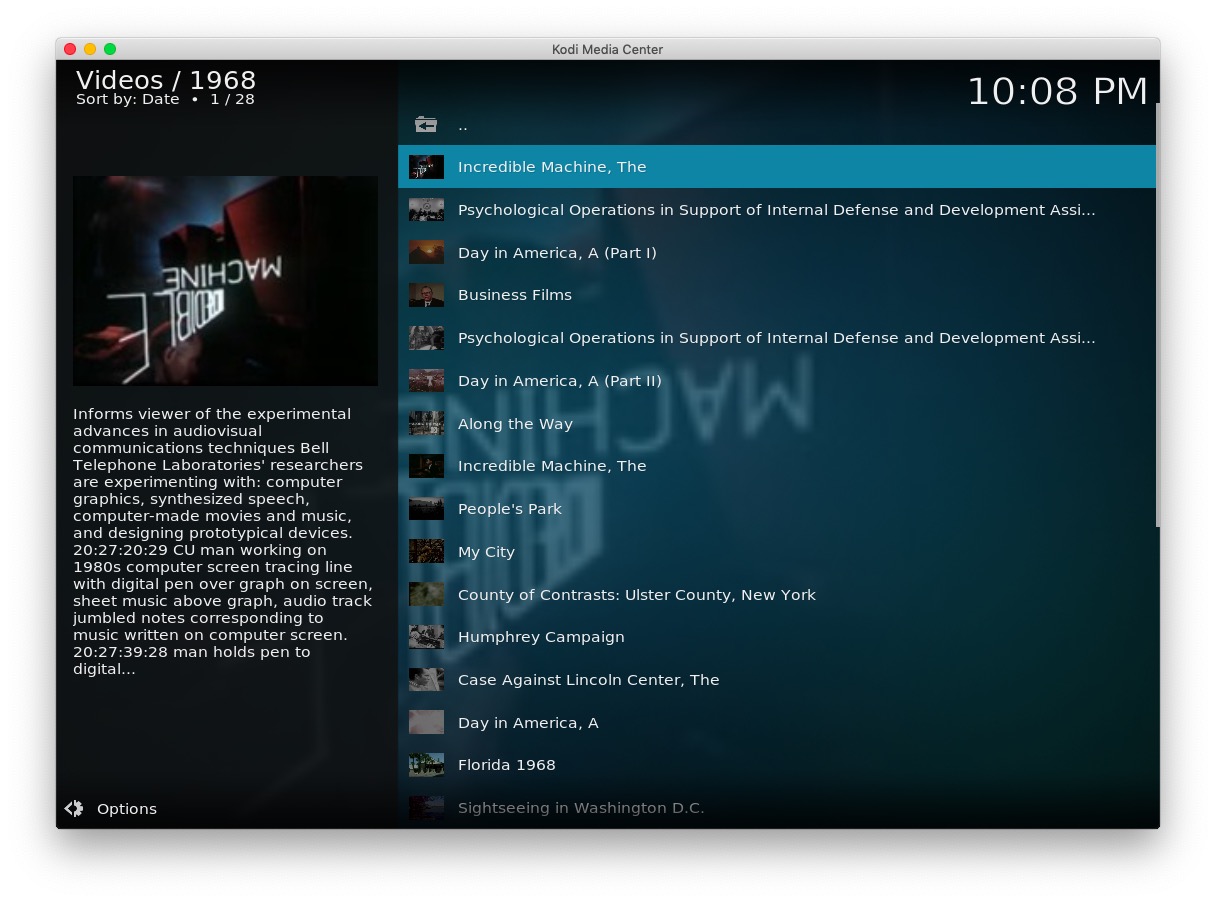 Kodi Media Center
Videos / 1968
Sort by: Date • 1 / 28
10:08 PM
..
Incredible Machine, The
Psychological Operations in Support of Internal Defense and Development Assi...
Day in America, A (Part I)
Business Films
Psychological Operations in Support of Internal Defense and Development Assi...
Day in America, A (Part II)
Along the Way
Incredible Machine, The
People's Park
My City
County of Contrasts: Ulster County, New York
Humphrey Campaign
Case Against Lincoln Center, The
Day in America, A
Florida 1968
Sightseeing in Washington D.C.
MACHINE
Informs viewer of the experimental
advances in audiovisual
communications techniques Bell
Telephone Laboratories' researchers
are experimenting with: computer
graphics, synthesized speech,
computer-made movies and music,
and designing prototypical devices.
20:27:20:29 CU man working on
1980s computer screen tracing line
with digital pen over graph on screen,
sheet music above graph, audio track
jumbled notes corresponding to
music written on computer screen.
20:27:39:28 man holds pen to
digital...
Options